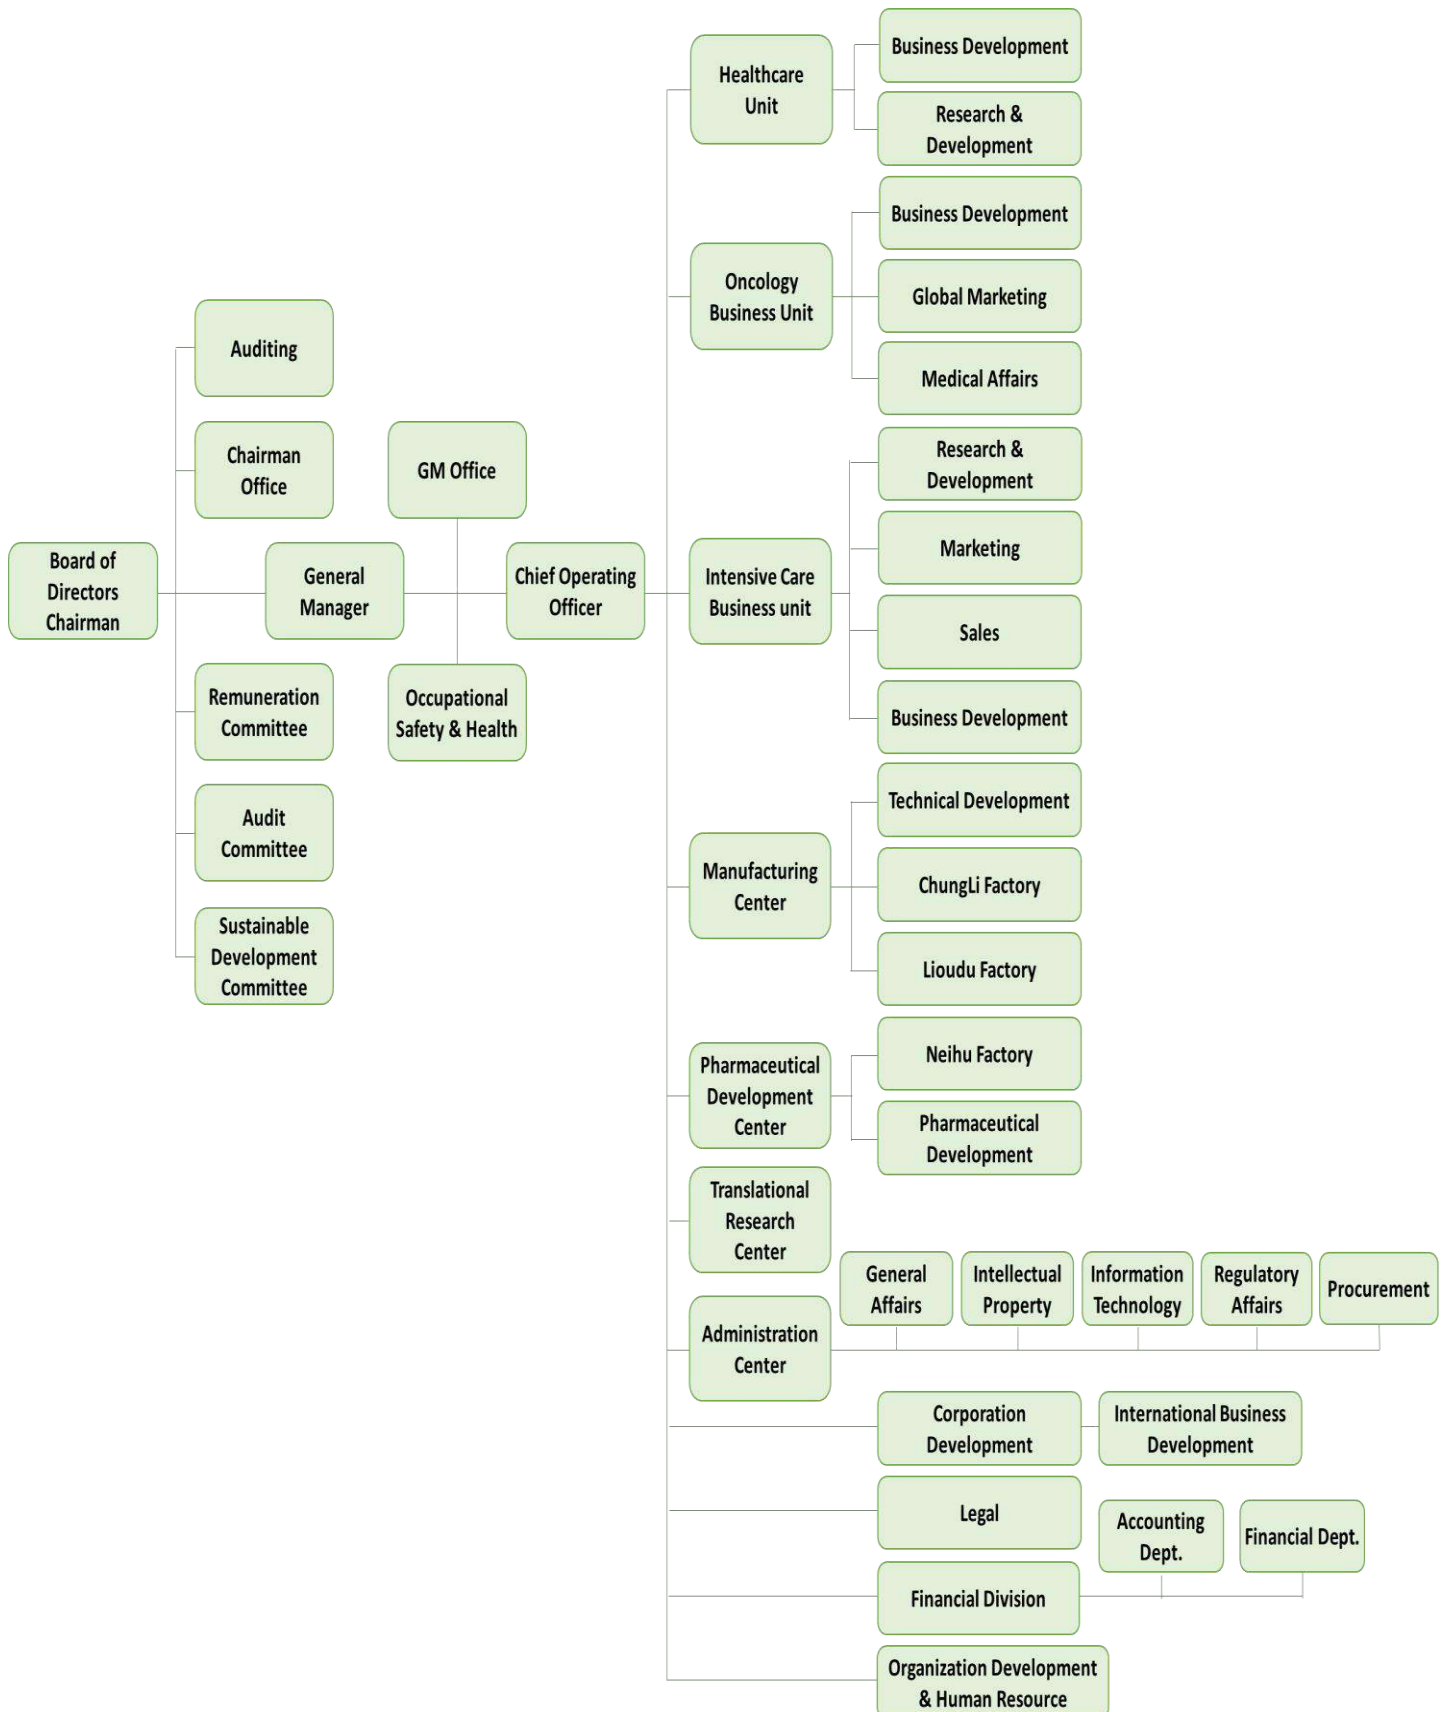 Board of
Directors
Chairman
Auditing
Chairman
Office
General
Manager
Remuneration
Committee
Audit
Committee
Sustainable
Development
Committee
GM Office
Occupational
Safety & Health
Chief Operating
Officer
Healthcare
Unit
Business Development
Research &
Development
Oncology
Business Unit
Business Development
Global Marketing
Medical Affairs
Intensive Care
Business unit
Research &
Development
Marketing
Sales
Business Development
Manufacturing
Center
Technical Development
ChungLi Factory
Lioudu Factory
Pharmaceutical
Development
Center
Neihu Factory
Pharmaceutical
Development
Translational
Research
Center
Administration
Center
General
Affairs
Intellectual
Property
Information
Technology
Regulatory
Affairs
Procurement
Corporation
Development
International Business
Development
Legal
Financial Division
Accounting
Dept.
Financial Dept.
Organization Development
& Human Resource